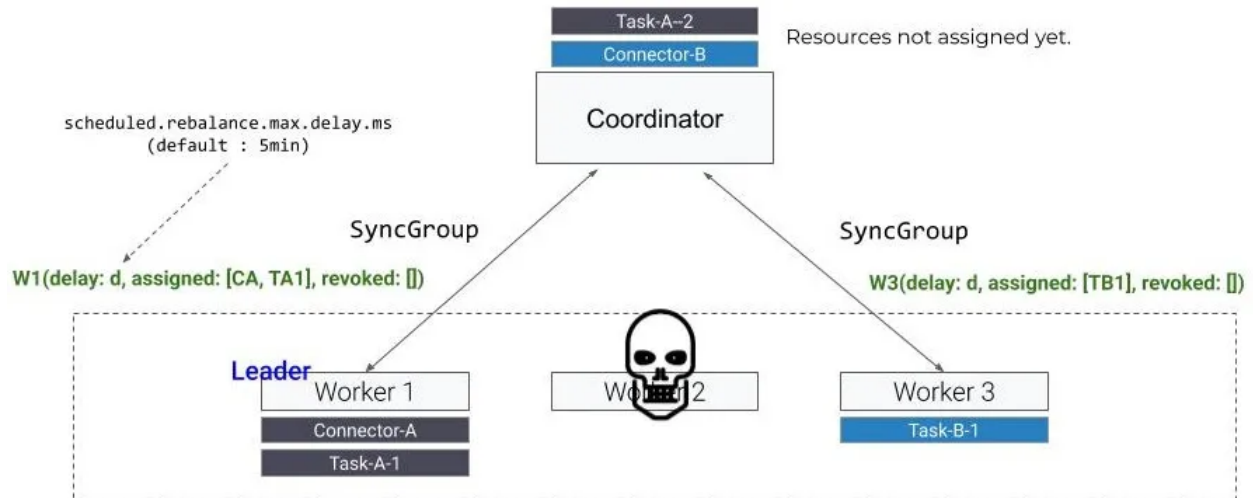 Task-A--2
Resources not assigned yet.
Connector-B
Coordinator
scheduled.rebalance.max.delay.ms
(default : 5min)
SyncGroup
SyncGroup
W1(delay: d, assigned: [CA, TA1], revoked: [])
W3(delay: d, assigned: [TB1], revoked: [])
Leader
Worker 1
Worker 2
Worker 3
Connector-A
Task-B-1
Task-A-1